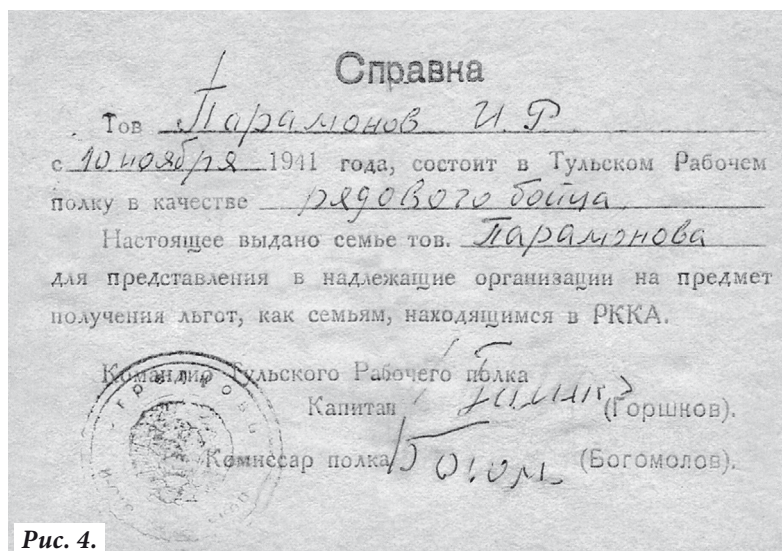 Справка
Тов Парамонов И. Ф.
с 10 ноября 1941 года, состоит в Тульском Рабочем
полку в качестве рядового бойца
Настоящее выдано семье тов. Парамонова
для представления в надлежащие организации на предмет
получения льгот, как семьям, находящимся в РККА.
Командир Тульского Рабочего полка
Капитан (Горшков).
Комиссар полка Богом (Богомолов).
Рис. 4.